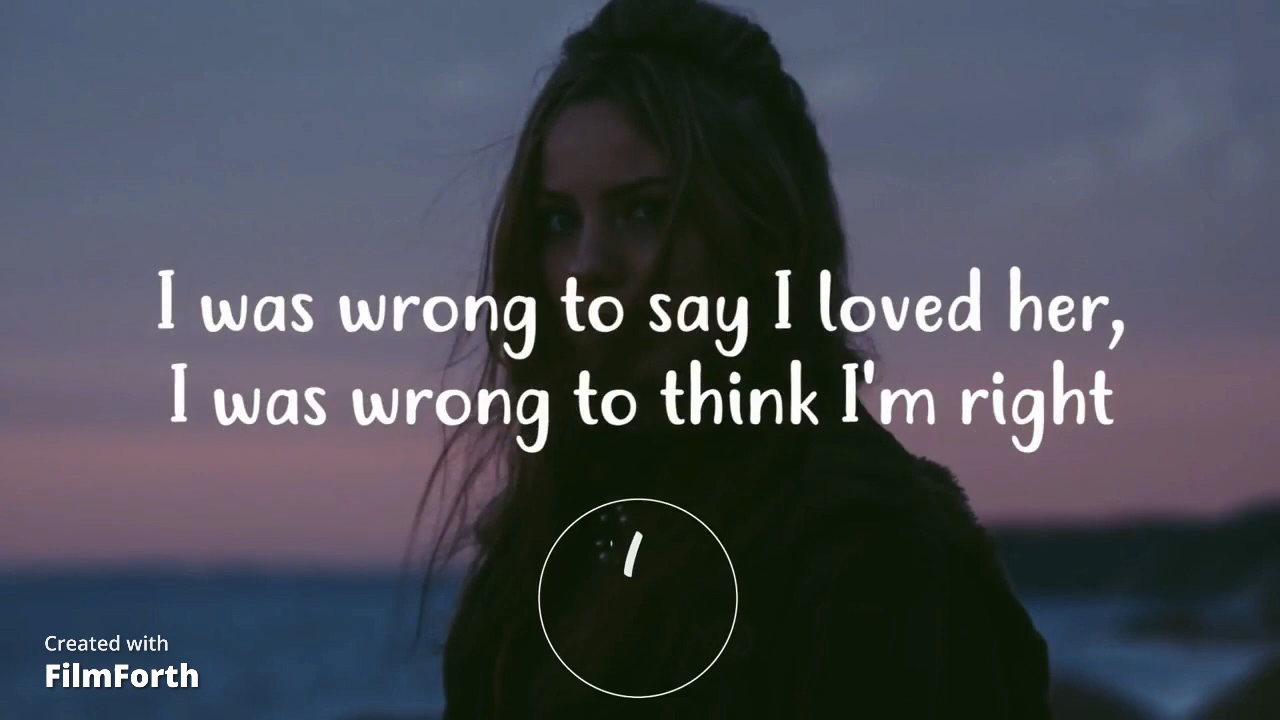 I was wrong to say I loved her,
I was wrong to think I'm right
Created with
FilmForth